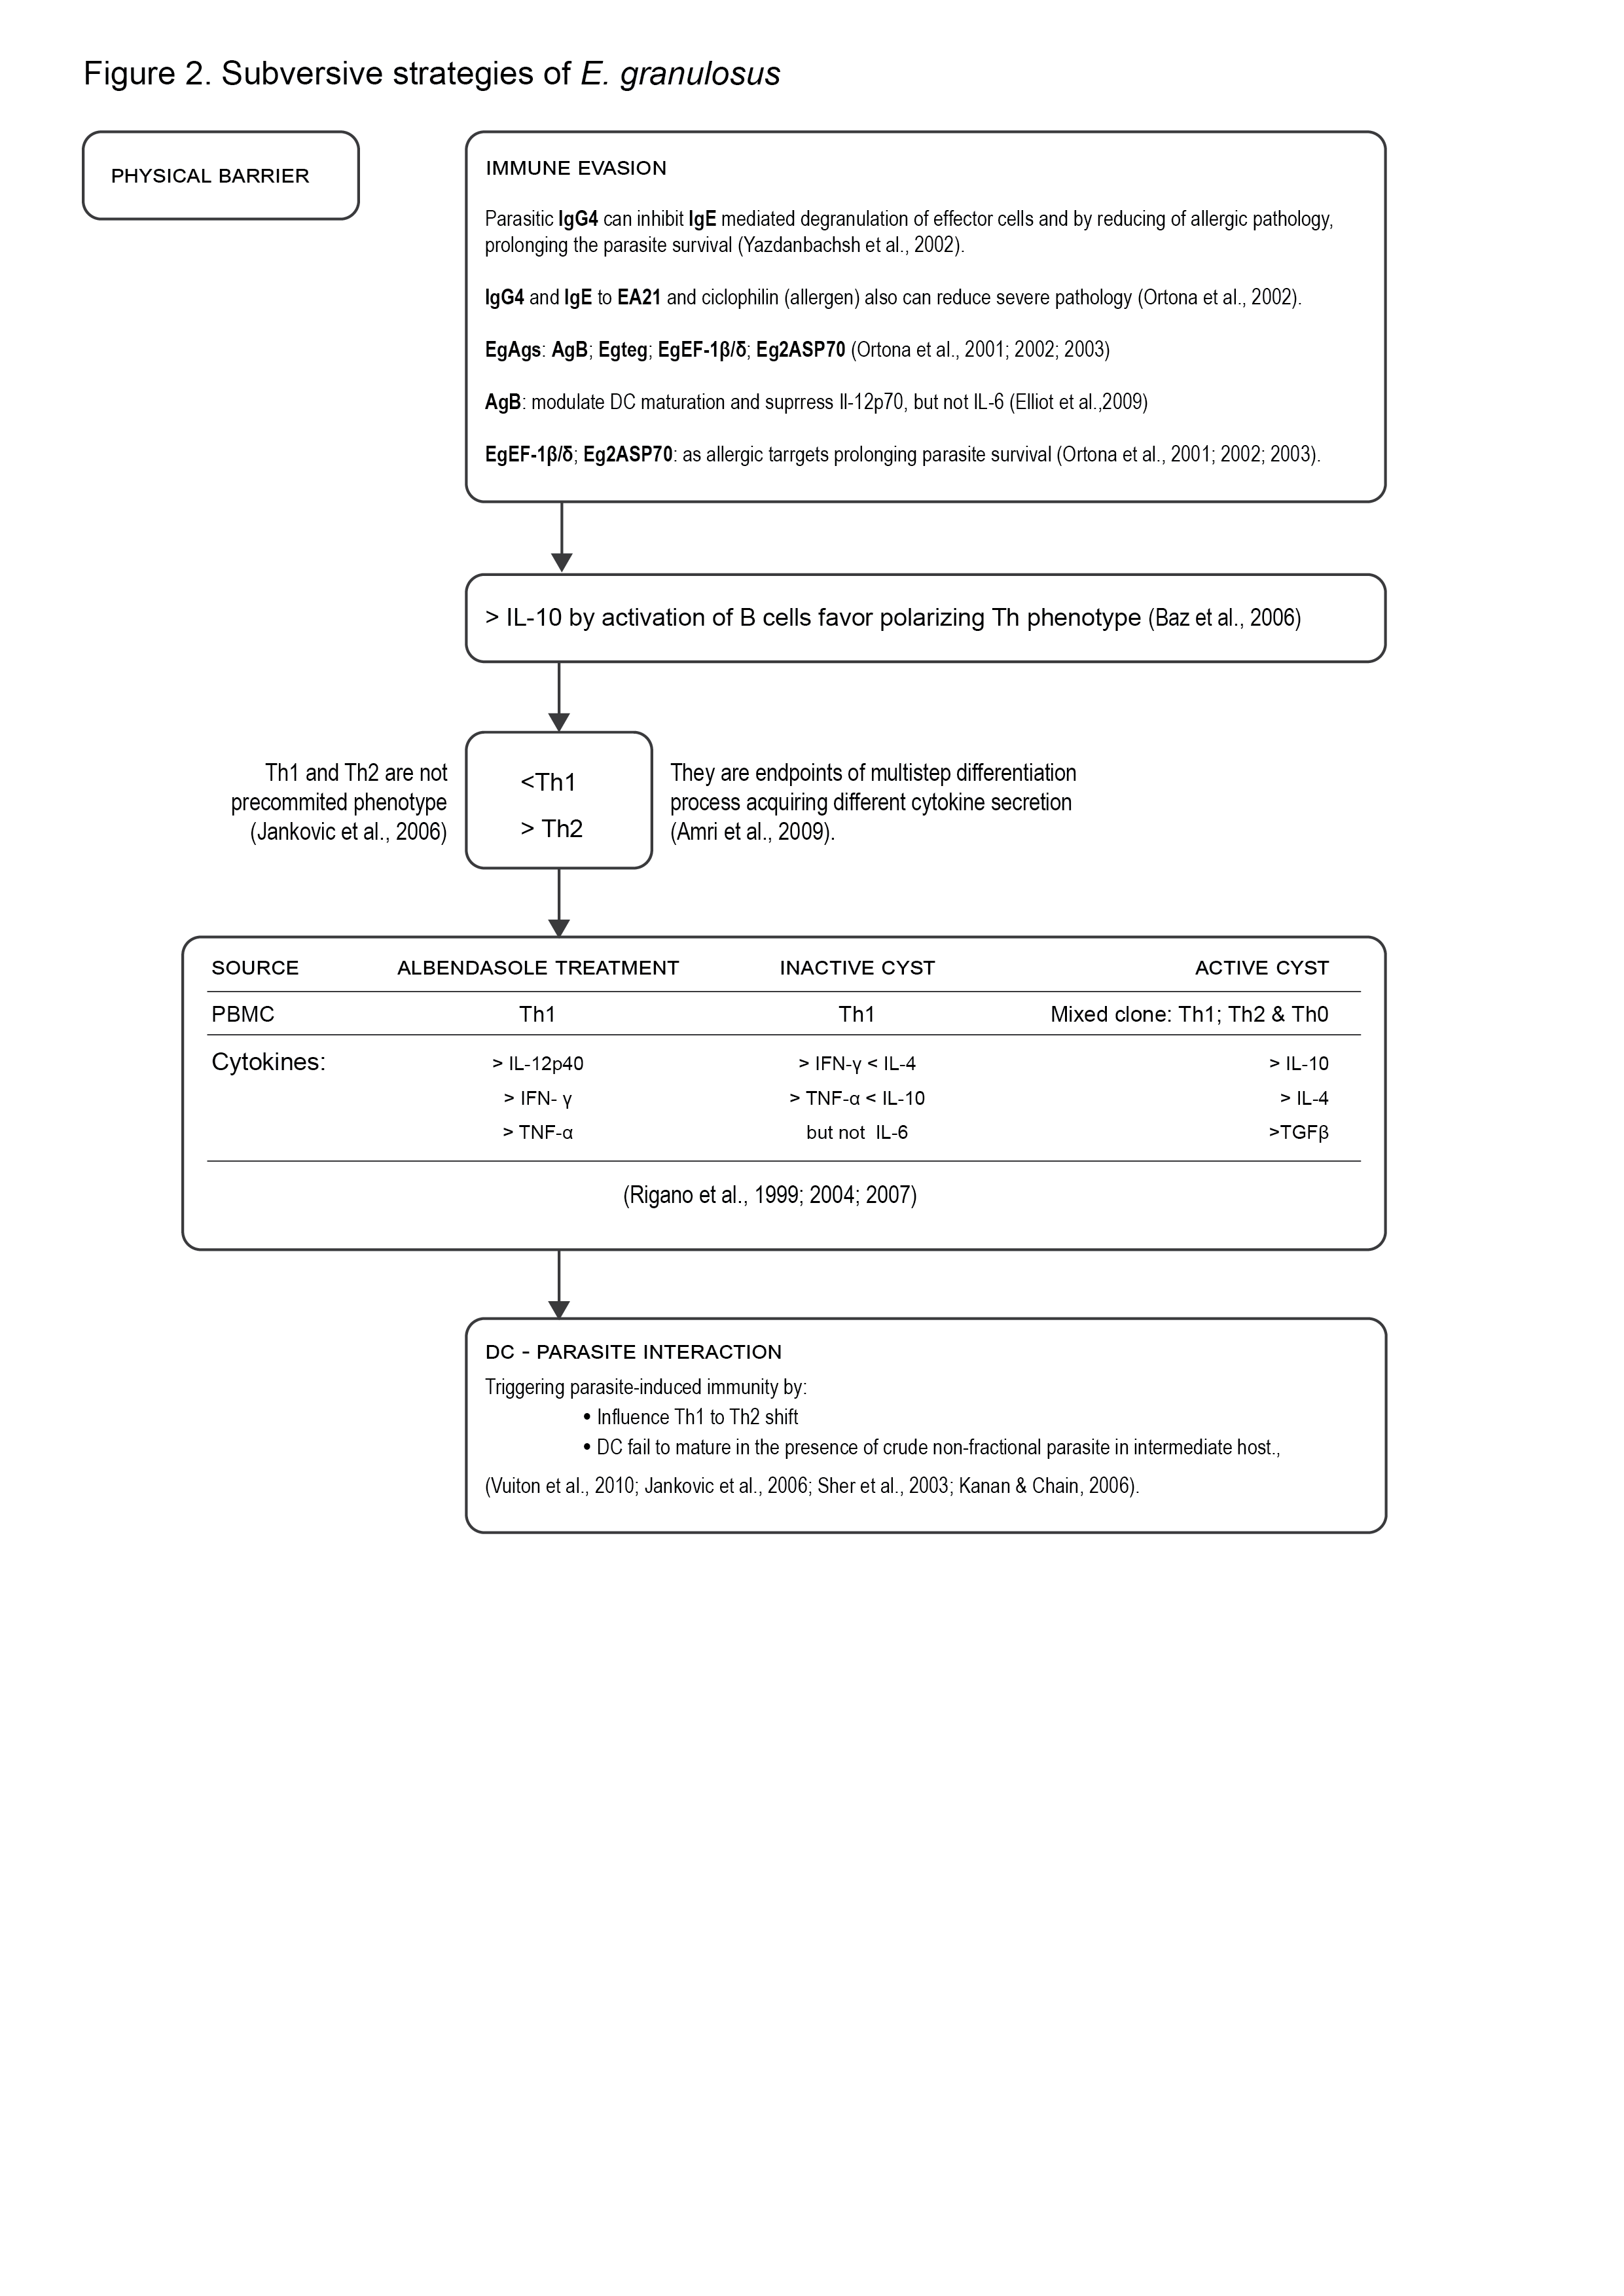 Figure 2. Subversive strategies of E. granulosus
PHYSICAL BARRIER
IMMUNE EVASION
Parasitic IgG4 can inhibit IgE mediated degranulation of effector cells and by reducing of allergic pathology,
prolonging the parasite survival (Yazdanbachsh et al., 2002).
IgG4 and IgE to EA21 and ciclophilin (allergen) also can reduce severe pathology (Ortona et al., 2002).
EgAgs: AgB; Egteg; EgEF-1β/δ; Eg2ASP70 (Ortona et al., 2001; 2002; 2003)
AgB: modulate DC maturation and suprress Il-12p70, but not IL-6 (Elliot et al.,2009)
EgEF-1β/δ; Eg2ASP70: as allergic tarrgets prolonging parasite survival (Ortona et al., 2001; 2002; 2003).
> IL-10 by activation of B cells favor polarizing Th phenotype (Baz et al., 2006)
Th1 and Th2 are not
precommited phenotype
(Jankovic et al., 2006)
<Th1
> Th2
They are endpoints of multistep differentiation
process acquiring different cytokine secretion
(Amri et al., 2009).
SOURCE ALBENDASOLE TREATMENT INACTIVE CYST ACTIVE CYST
PBMC Th1 Th1 Mixed clone: Th1; Th2 & Th0
Cytokines: > IL-12p40 > IFN-γ < IL-4 > IL-10
> IFN- γ > TNF-α < IL-10 > IL-4
> TNF-α but not IL-6 >TGFβ
(Rigano et al., 1999; 2004; 2007)
DC - PARASITE INTERACTION
Triggering parasite-induced immunity by:
• Influence Th1 to Th2 shift
• DC fail to mature in the presence of crude non-fractional parasite in intermediate host.,
(Vuiton et al., 2010; Jankovic et al., 2006; Sher et al., 2003; Kanan & Chain, 2006).